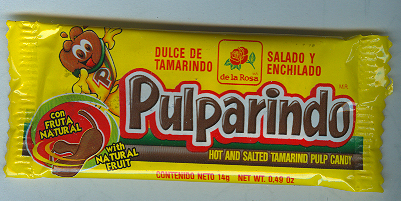 DULCE DE
TAMARINDO
de la Rosa
SALADO Y
ENCHILADO
P
Pulparindo
M.R.
con
FRUTA
NATURAL
with
NATURAL
FRUIT
HOT AND SALTED TAMARIND PULP CANDY
CONTENIDO NETO 14g NET WT. 0.49 OZ